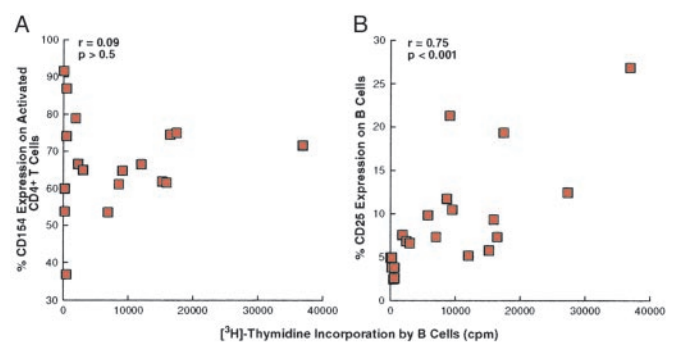 A
r = 0.09
p > 0.5
% CD154 Expression on Activated
CD4+ T Cells
100
90
80
70
60
50
40
30
0
10000
20000
30000
40000
B
r = 0.75
p < 0.001
% CD25 Expression on B Cells
30
25
20
15
10
5
0
0
10000
20000
30000
40000
[³H]-Thymidine Incorporation by B Cells (cpm)